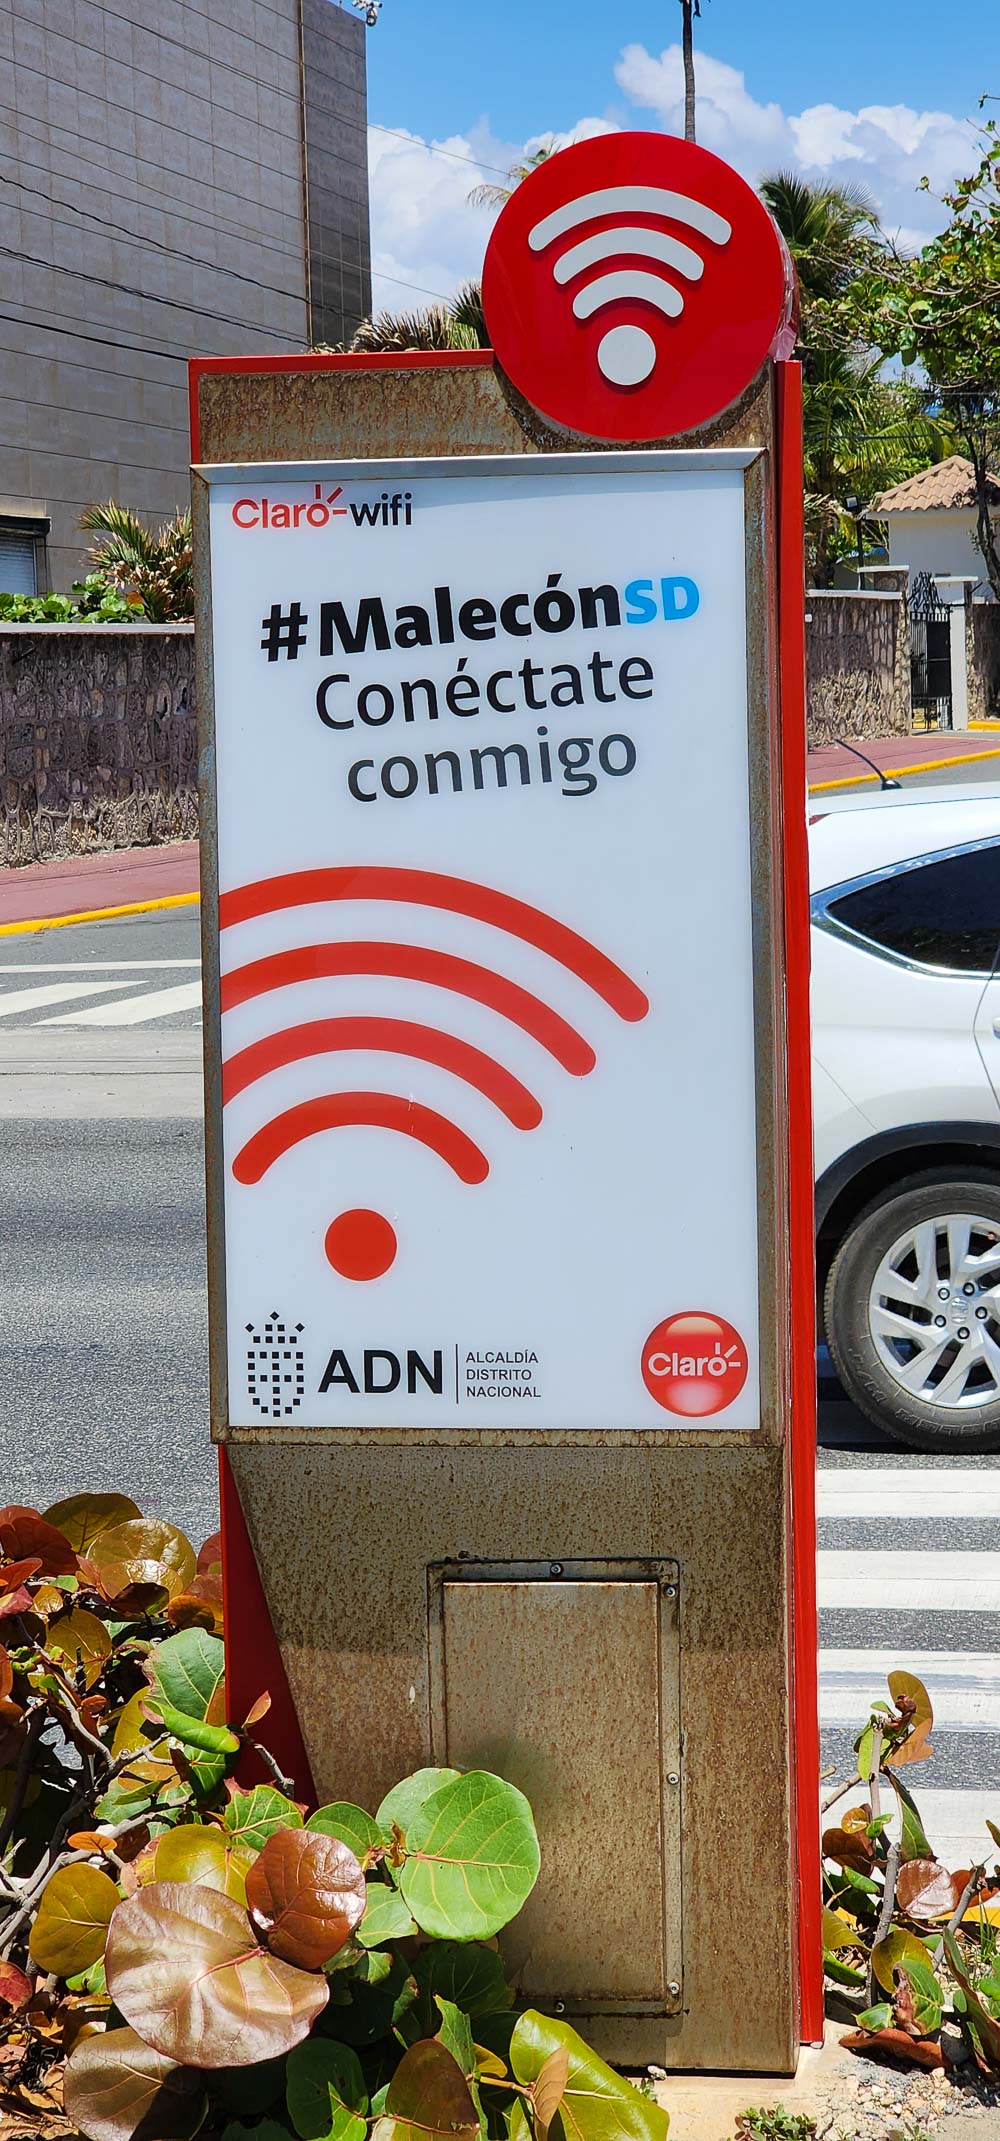 Claro-wifi
#MalecónSD
Conéctate
conmigo
ADN
ALCALDÍA
DISTRITO
NACIONAL
Claro-